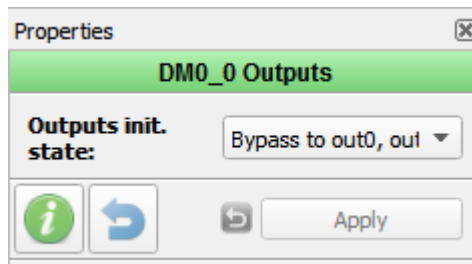 Properties
DM0_0 Outputs
Outputs init.
state:
Bypass to out0, out
Apply